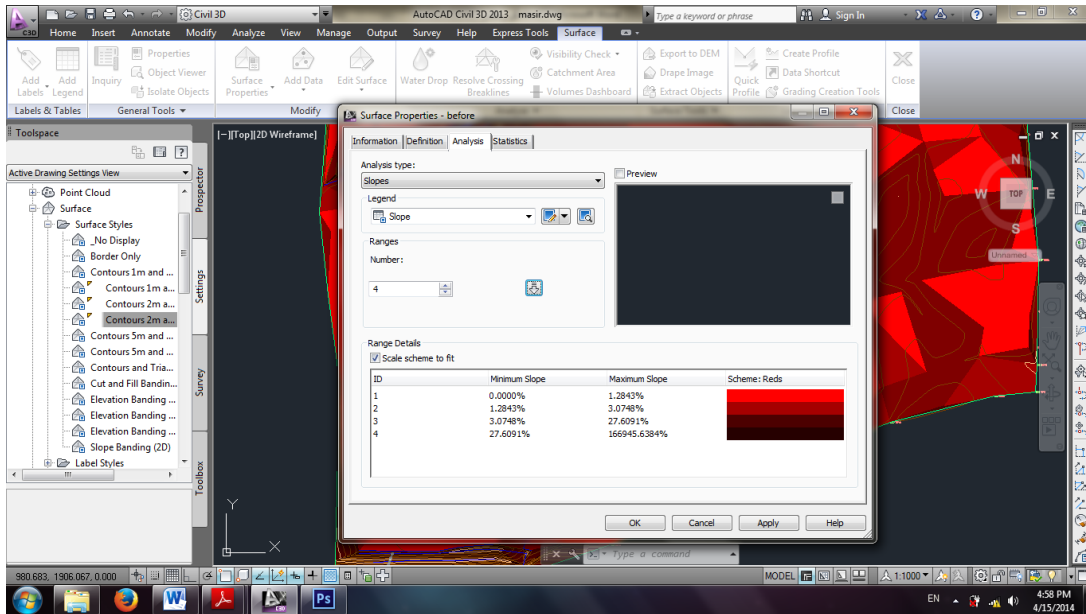 Civil 3D
AutoCAD Civil 3D 2013 masir.dwg
Type a keyword or phrase
Sign In
C3D
Home Insert Annotate Modify Analyze View Manage Output Survey Help Express Tools Surface
Add Labels
Add Legend
Inquiry
Properties
Object Viewer
Isolate Objects
Surface Properties
Add Data
Edit Surface
Water Drop
Resolve Crossing Breaklines
Visibility Check
Catchment Area
Volumes Dashboard
Export to DEM
Drape Image
Extract Objects
Quick Profile
Create Profile
Data Shortcut
Grading Creation Tools
Close
Labels & Tables
General Tools
Modify
Close
Toolspace
Active Drawing Settings View
Point Cloud
Surface
Surface Styles
_No Display
Border Only
Contours 1m and ...
Contours 1m a...
Contours 2m a...
Contours 2m a...
Contours 5m and ...
Contours 5m and ...
Contours and Tria...
Cut and Fill Bandin...
Elevation Banding ...
Elevation Banding ...
Elevation Banding ...
Slope Banding (2D)
Label Styles
Prospector
Settings
Survey
Toolbox
[-][Top][2D Wireframe]
Surface Properties - before
Information Definition Analysis Statistics
Analysis type:
Slopes
Preview
Legend
Slope
Ranges
Number:
4
Range Details
Scale scheme to fit
ID Minimum Slope Maximum Slope Scheme: Reds
1 0.0000% 1.2843%
2 1.2843% 3.0748%
3 3.0748% 27.6091%
4 27.6091% 166945.6384%
OK Cancel Apply Help
N
W TOP E
S
Unnamed
Y
X
Type a command
980.683, 1906.067, 0.000
MODEL
1:1000
Ps
EN
4:58 PM
4/15/2014